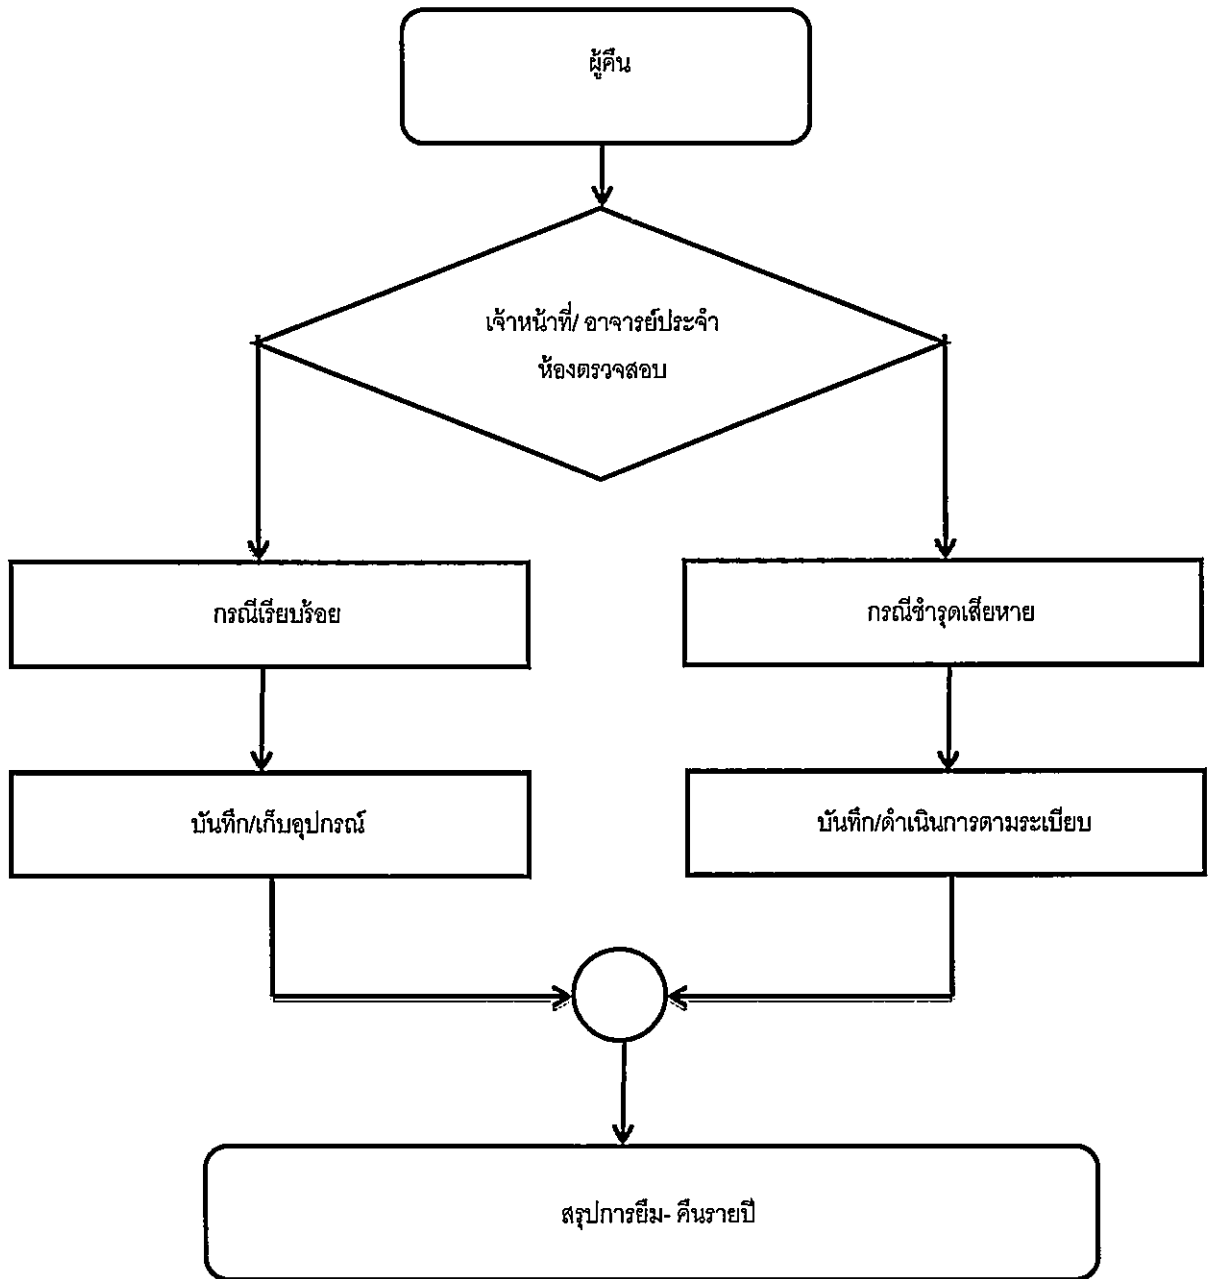 ผู้คืน
เจ้าหน้าที่/ อาจารย์ประจำ
ห้องตรวจสอบ
กรณีเรียบร้อย
กรณีชำรุดเสียหาย
บันทึก/เก็บอุปกรณ์
บันทึก/ดำเนินการตามระเบียบ
สรุปการยืม- คืนรายปี